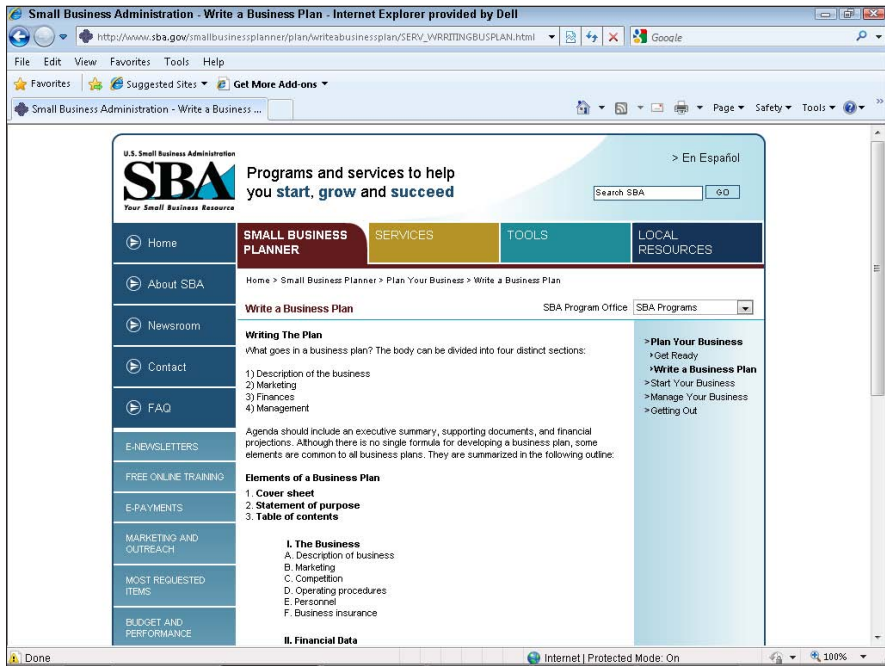 Small Business Administration - Write a Business Plan - Internet Explorer provided by Dell
http://www.sba.gov/smallbusinessplanner/plan/writeabusinessplan/SERV_WRRITINGBUSPLAN.html
Google
File Edit View Favorites Tools Help
Favorites Suggested Sites Get More Add-ons
Small Business Administration - Write a Busin ess ...
Page Safety Tools
U.S. Small Business Administration
SBA
Your Small Business Resource
Programs and services to help
you start, grow and succeed
> En Español
Search SBA GO
Home
About SBA
Newsroom
Contact
FAQ
E-NEWSLETTERS
FREE ONLINE TRAINING
E-PAYMENTS
MARKETING AND
OUTREACH
MOST REQUESTED
ITEMS
BUDGET AND
PERFORMANCE
SMALL BUSINESS
PLANNER
SERVICES
TOOLS
LOCAL
RESOURCES
Home > Small Business Planner > Plan Your Business > Write a Business Plan
Write a Business Plan
SBA Program Office SBA Programs
Writing The Plan
What goes in a business plan? The body can be divided into four distinct sections:
1) Description of the business
2) Marketing
3) Finances
4) Management
Agenda should include an executive summary, supporting documents, and financial
projections. Although there is no single formula for developing a business plan, some
elements are common to all business plans. They are summarized in the following outline:
Elements of a Business Plan
1. Cover sheet
2. Statement of purpose
3. Table of contents
I. The Business
A. Description of business
B. Marketing
C. Competition
D. Operating procedures
E. Personnel
F. Business insurance
II. Financial Data
>Plan Your Business
Get Ready
Write a Business Plan
>Start Your Business
>Manage Your Business
>Getting Out
Done
Internet | Protected Mode: On
100%